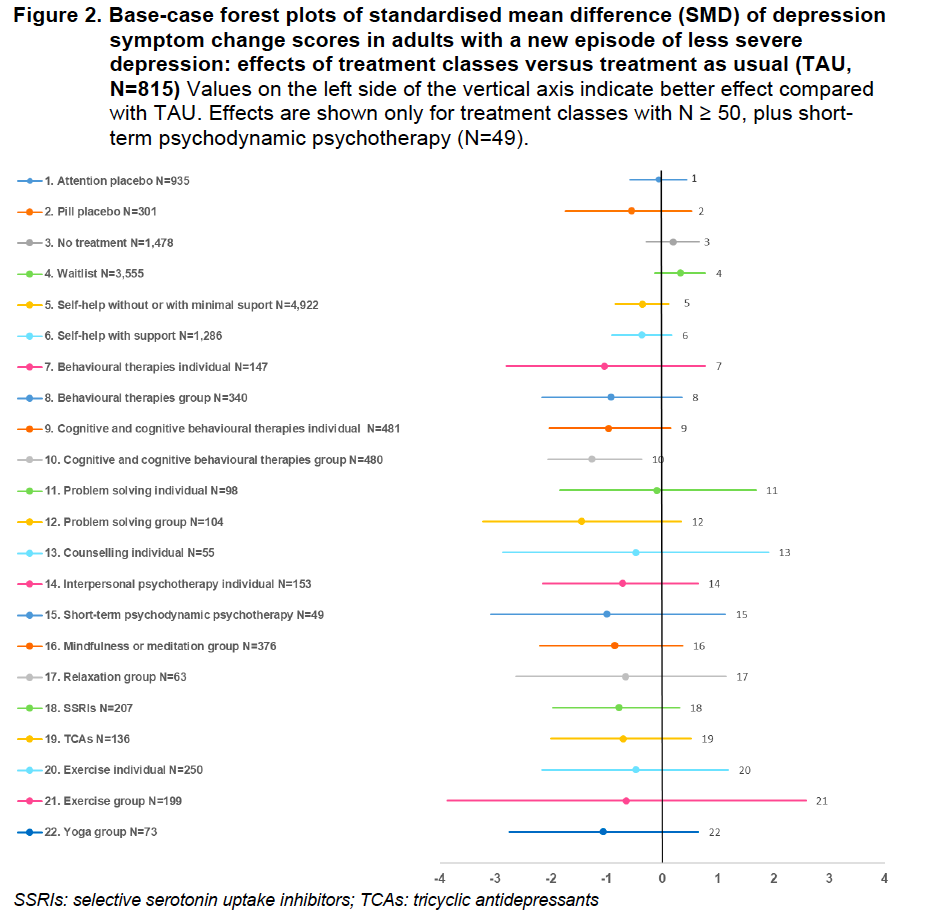 Figure 2. Base-case forest plots of standardised mean difference (SMD) of depression
symptom change scores in adults with a new episode of less severe
depression: effects of treatment classes versus treatment as usual (TAU,
N=815) Values on the left side of the vertical axis indicate better effect compared
with TAU. Effects are shown only for treatment classes with N ≥ 50, plus short-
term psychodynamic psychotherapy (N=49).
1. Attention placebo N=935 1
2. Pill placebo N=301 2
3. No treatment N=1,478 3
4. Waitlist N=3,555 4
5. Self-help without or with minimal suport N=4,922 5
6. Self-help with support N=1,286 6
7. Behavioural therapies individual N=147 7
8. Behavioural therapies group N=340 8
9. Cognitive and cognitive behavioural therapies individual N=481 9
10. Cognitive and cognitive behavioural therapies group N=480 10
11. Problem solving individual N=98 11
12. Problem solving group N=104 12
13. Counselling individual N=55 13
14. Interpersonal psychotherapy individual N=153 14
15. Short-term psychodynamic psychotherapy N=49 15
16. Mindfulness or meditation group N=376 16
17. Relaxation group N=63 17
18. SSRIs N=207 18
19. TCAs N=136 19
20. Exercise individual N=250 20
21. Exercise group N=199 21
22. Yoga group N=73 22
-4 -3 -2 -1 0 1 2 3 4
SSRIs: selective serotonin uptake inhibitors; TCAs: tricyclic antidepressants